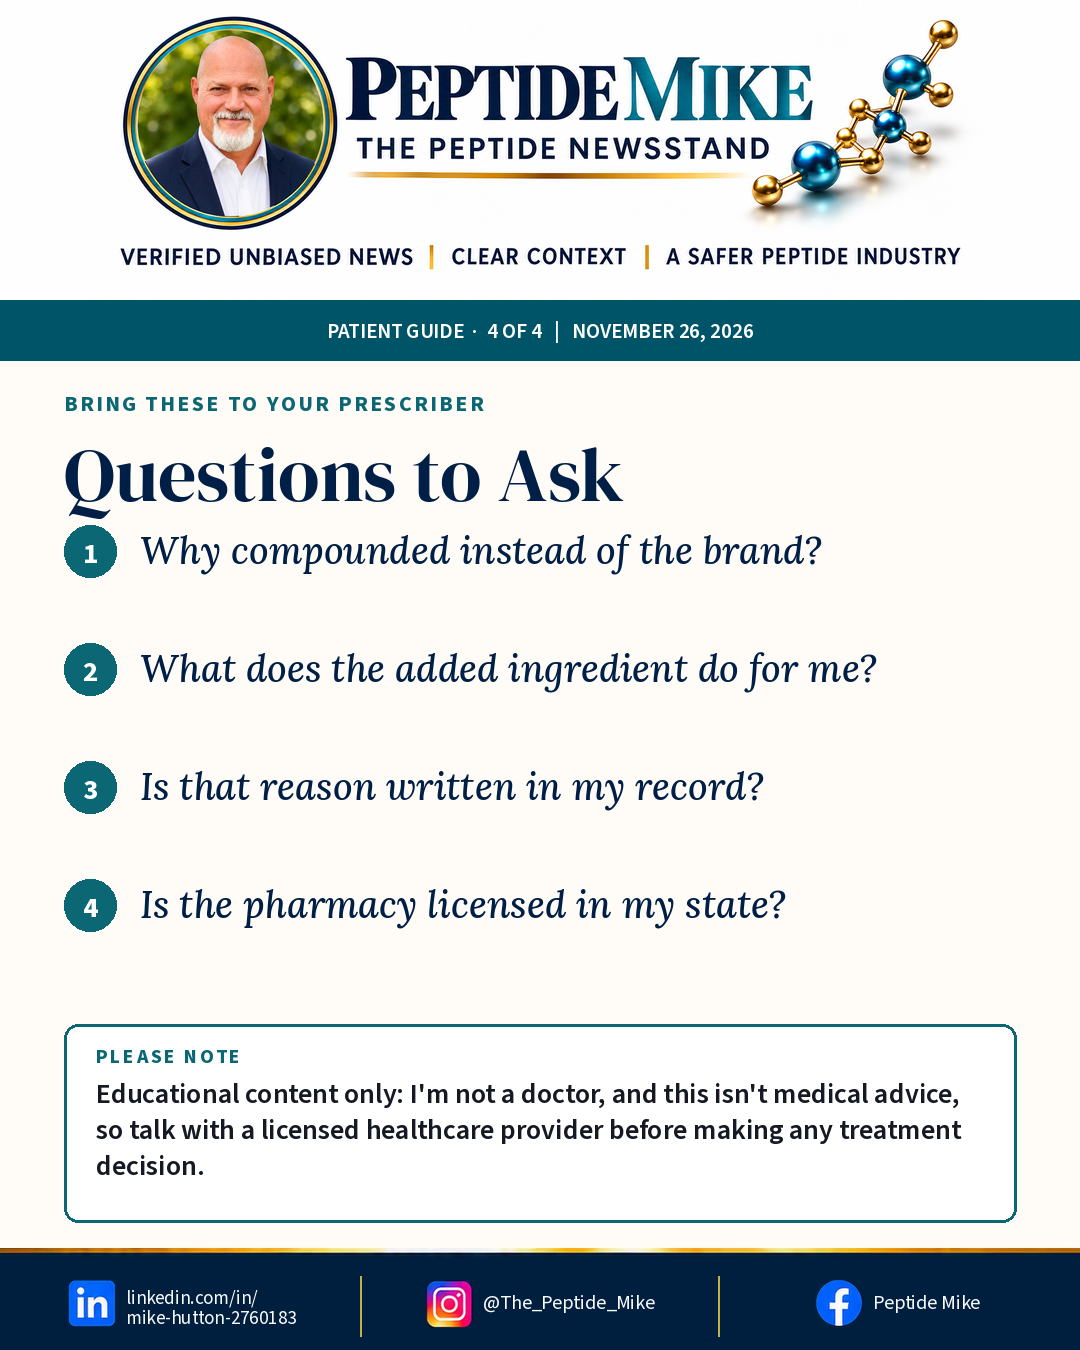 PEPTIDEMIKE
THE PEPTIDE NEWSSTAND
VERIFIED UNBIASED NEWS | CLEAR CONTEXT | A SAFER PEPTIDE INDUSTRY
PATIENT GUIDE · 4 OF 4 | NOVEMBER 26, 2026
BRING THESE TO YOUR PRESCRIBER
Questions to Ask
1 Why compounded instead of the brand?
2 What does the added ingredient do for me?
3 Is that reason written in my record?
4 Is the pharmacy licensed in my state?
PLEASE NOTE
Educational content only: I'm not a doctor, and this isn't medical advice,
so talk with a licensed healthcare provider before making any treatment
decision.
in linkedin.com/in/
mike-hutton-2760183
@The_Peptide_Mike
f Peptide Mike